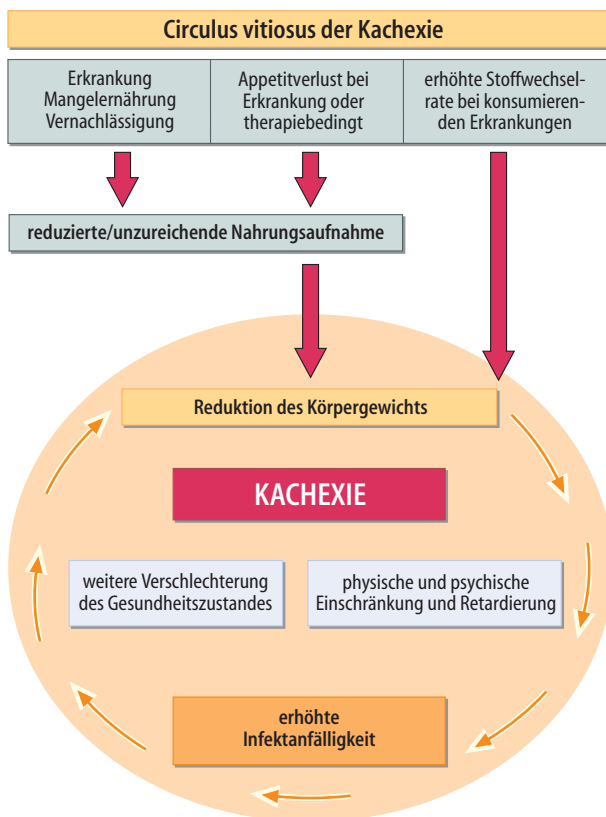 Circulus vitiosus der Kachexie
Erkrankung
Mangelernährung
Vernachlässigung
Appetitverlust bei
Erkrankung oder
therapiebedingt
erhöhte Stoffwechsel-
rate bei konsumieren-
den Erkrankungen
reduzierte/unzureichende Nahrungsaufnahme
Reduktion des Körpergewichts
KACHEXIE
weitere Verschlechterung
des Gesundheitszustandes
physische und psychische
Einschränkung und Retardierung
erhöhte
Infektanfälligkeit